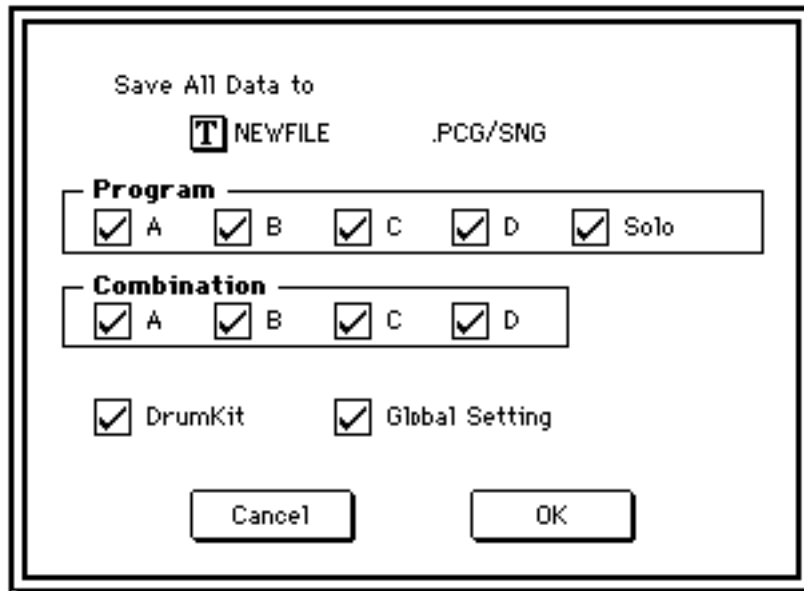 Save All Data to
T NEWFILE .PCG/SNG
Program
A B C D Solo
Combination
A B C D
DrumKit Global Setting
Cancel OK